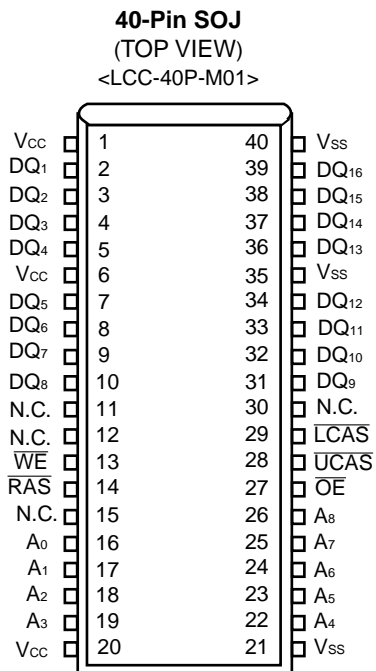 40-Pin SOJ
(TOP VIEW)
<LCC-40P-M01>
Vcc 1 40 Vss
DQ1 2 39 DQ16
DQ2 3 38 DQ15
DQ3 4 37 DQ14
DQ4 5 36 DQ13
Vcc 6 35 Vss
DQ5 7 34 DQ12
DQ6 8 33 DQ11
DQ7 9 32 DQ10
DQ8 10 31 DQ9
N.C. 11 30 N.C.
N.C. 12 29 LCAS
WE 13 28 UCAS
RAS 14 27 OE
N.C. 15 26 A8
A0 16 25 A7
A1 17 24 A6
A2 18 23 A5
A3 19 22 A4
Vcc 20 21 Vss